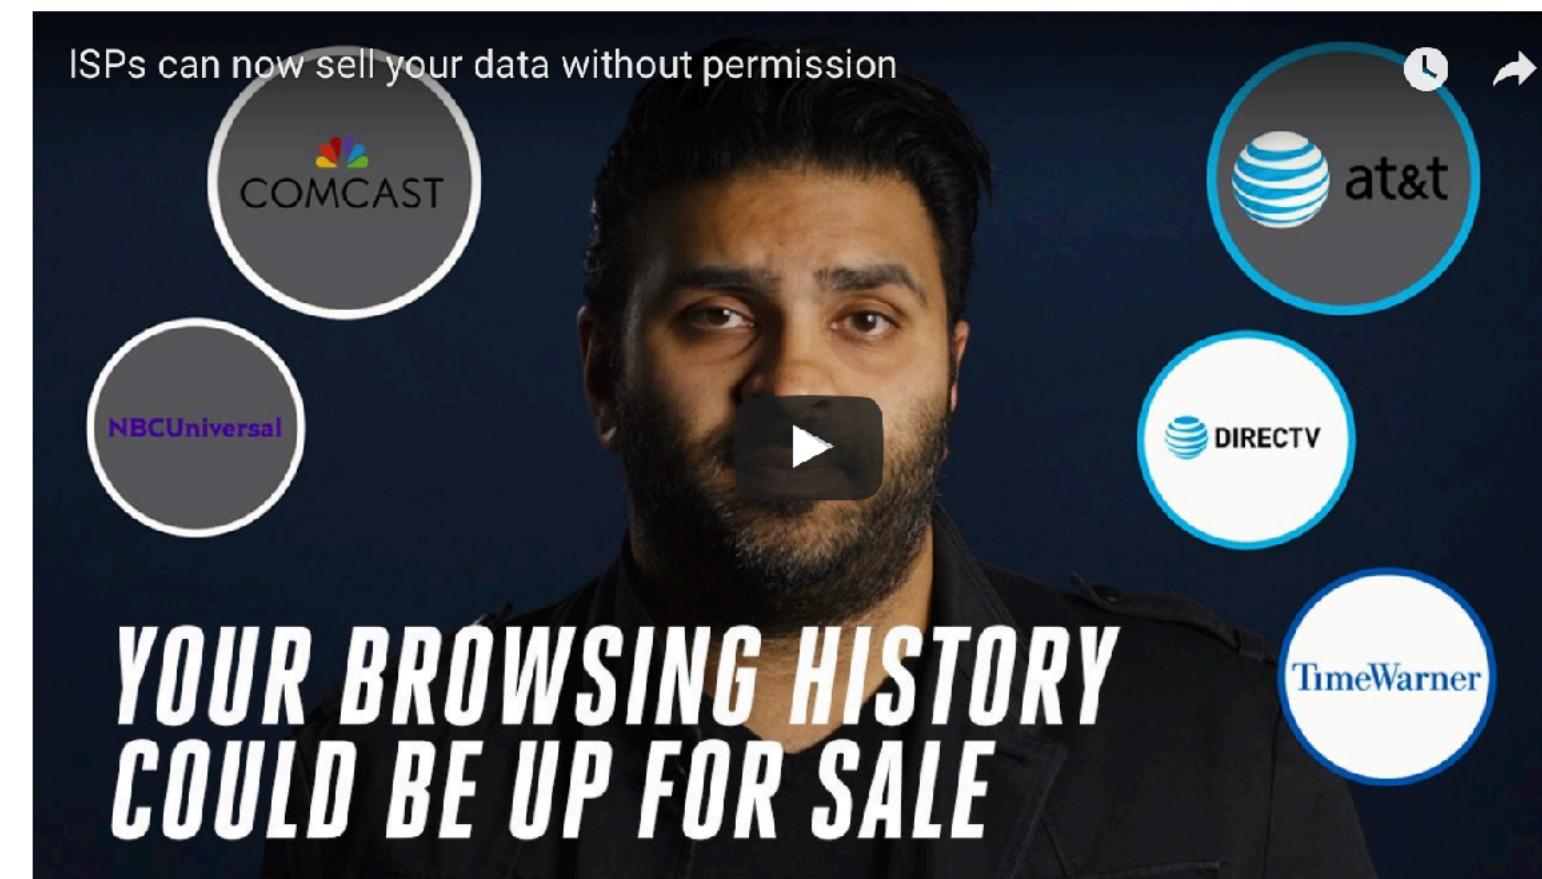 ISPs can now sell your data without permission
COMCAST
at&t
NBCUniversal
DIRECTV
TimeWarner
YOUR BROWSING HISTORY
COULD BE UP FOR SALE